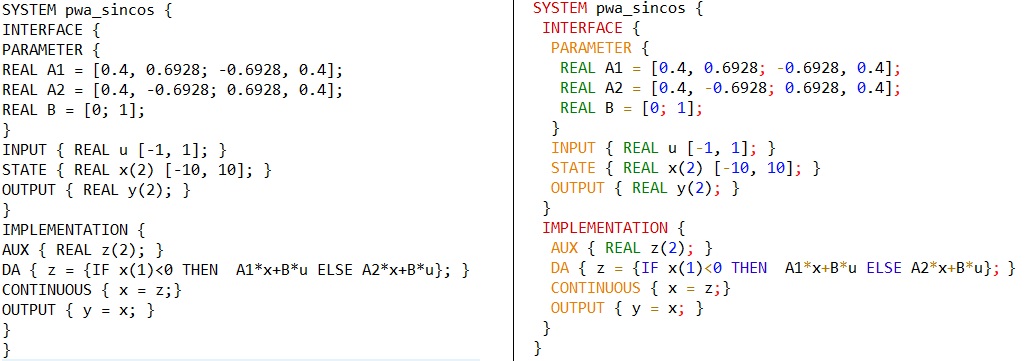 SYSTEM pwa_sincos {
INTERFACE {
PARAMETER {
REAL A1 = [0.4, 0.6928; -0.6928, 0.4];
REAL A2 = [0.4, -0.6928; 0.6928, 0.4];
REAL B = [0; 1];
}
INPUT { REAL u [-1, 1]; }
STATE { REAL x(2) [-10, 10]; }
OUTPUT { REAL y(2); }
}
IMPLEMENTATION {
AUX { REAL z(2); }
DA { z = {IF x(1)<0 THEN  A1*x+B*u ELSE A2*x+B*u}; }
CONTINUOUS { x = z;}
OUTPUT { y = x; }
}
}
SYSTEM pwa_sincos {
 INTERFACE {
  PARAMETER {
   REAL A1 = [0.4, 0.6928; -0.6928, 0.4];
   REAL A2 = [0.4, -0.6928; 0.6928, 0.4];
   REAL B = [0; 1];
  }
  INPUT { REAL u [-1, 1]; }
  STATE { REAL x(2) [-10, 10]; }
  OUTPUT { REAL y(2); }
 }
 IMPLEMENTATION {
  AUX { REAL z(2); }
  DA { z = {IF x(1)<0 THEN  A1*x+B*u ELSE A2*x+B*u}; }
  CONTINUOUS { x = z;}
  OUTPUT { y = x; }
 }
}